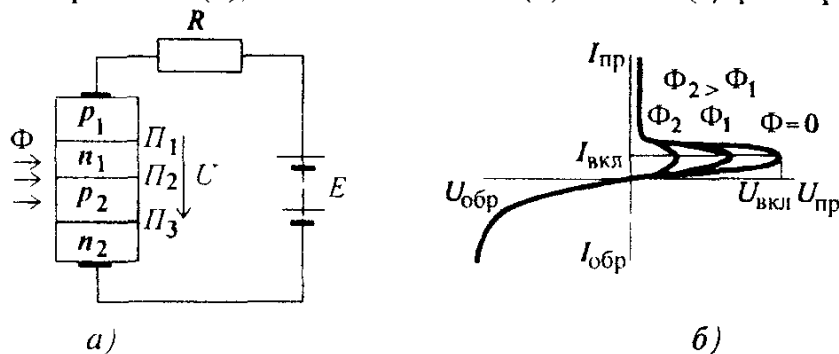 R
p₁
Φ
П₁
n₁
П₂
U
E
p₂
П₃
n₂
а)
Iпр
Φ₂ > Φ₁
Φ₂ Φ₁ Φ=0
Iвкл
Uобр
Uвкл Uпр
Iобр
б)